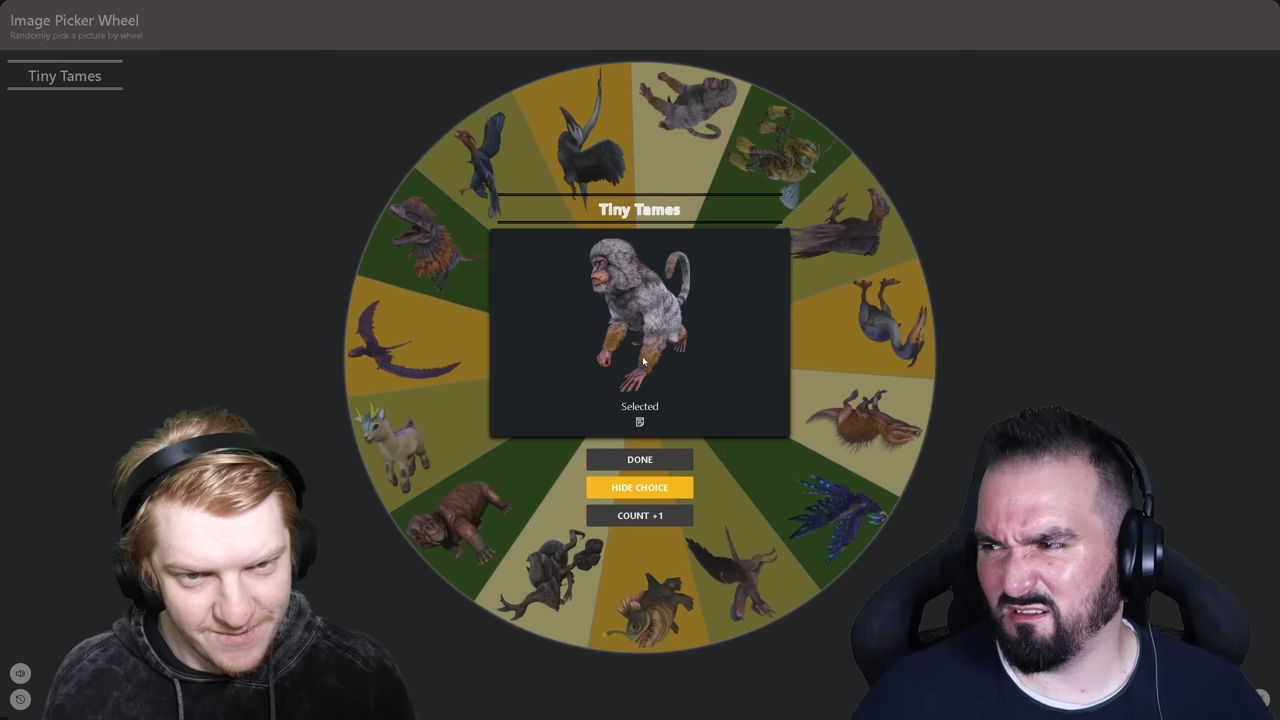 Image Picker Wheel
Randomly pick a picture by wheel
Tiny Tames
Tiny Tames
Selected
DONE
HIDE CHOICE
COUNT +1